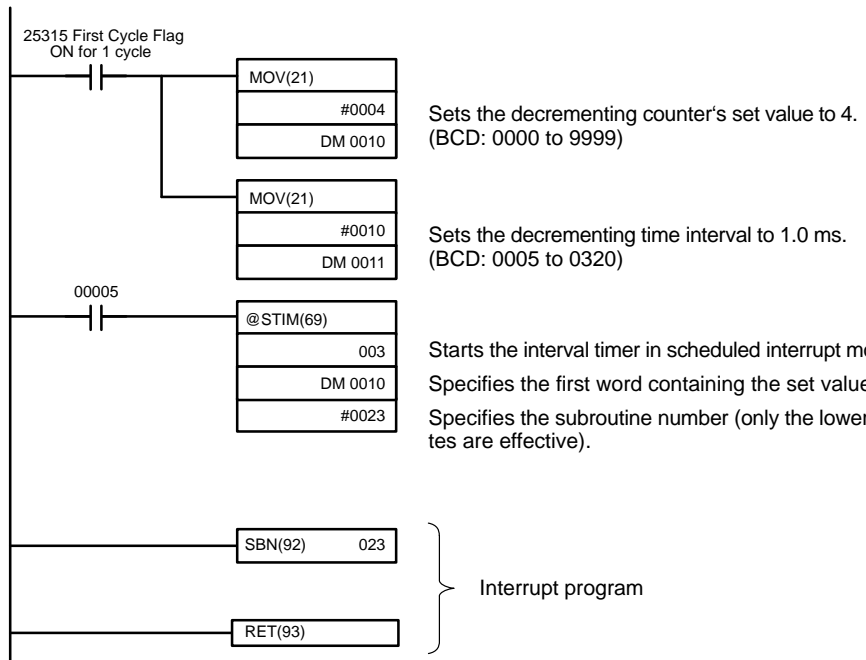 25315 First Cycle Flag
ON for 1 cycle
MOV(21)
#0004
DM 0010
Sets the decrementing counter‘s set value to 4.
(BCD: 0000 to 9999)
MOV(21)
#0010
DM 0011
Sets the decrementing time interval to 1.0 ms.
(BCD: 0005 to 0320)
00005
@STIM(69)
003
Starts the interval timer in scheduled interrupt
DM 0010
Specifies the first word containing the set value
#0023
Specifies the subroutine number (only the lower
tes are effective).
SBN(92) 023
Interrupt program
RET(93)